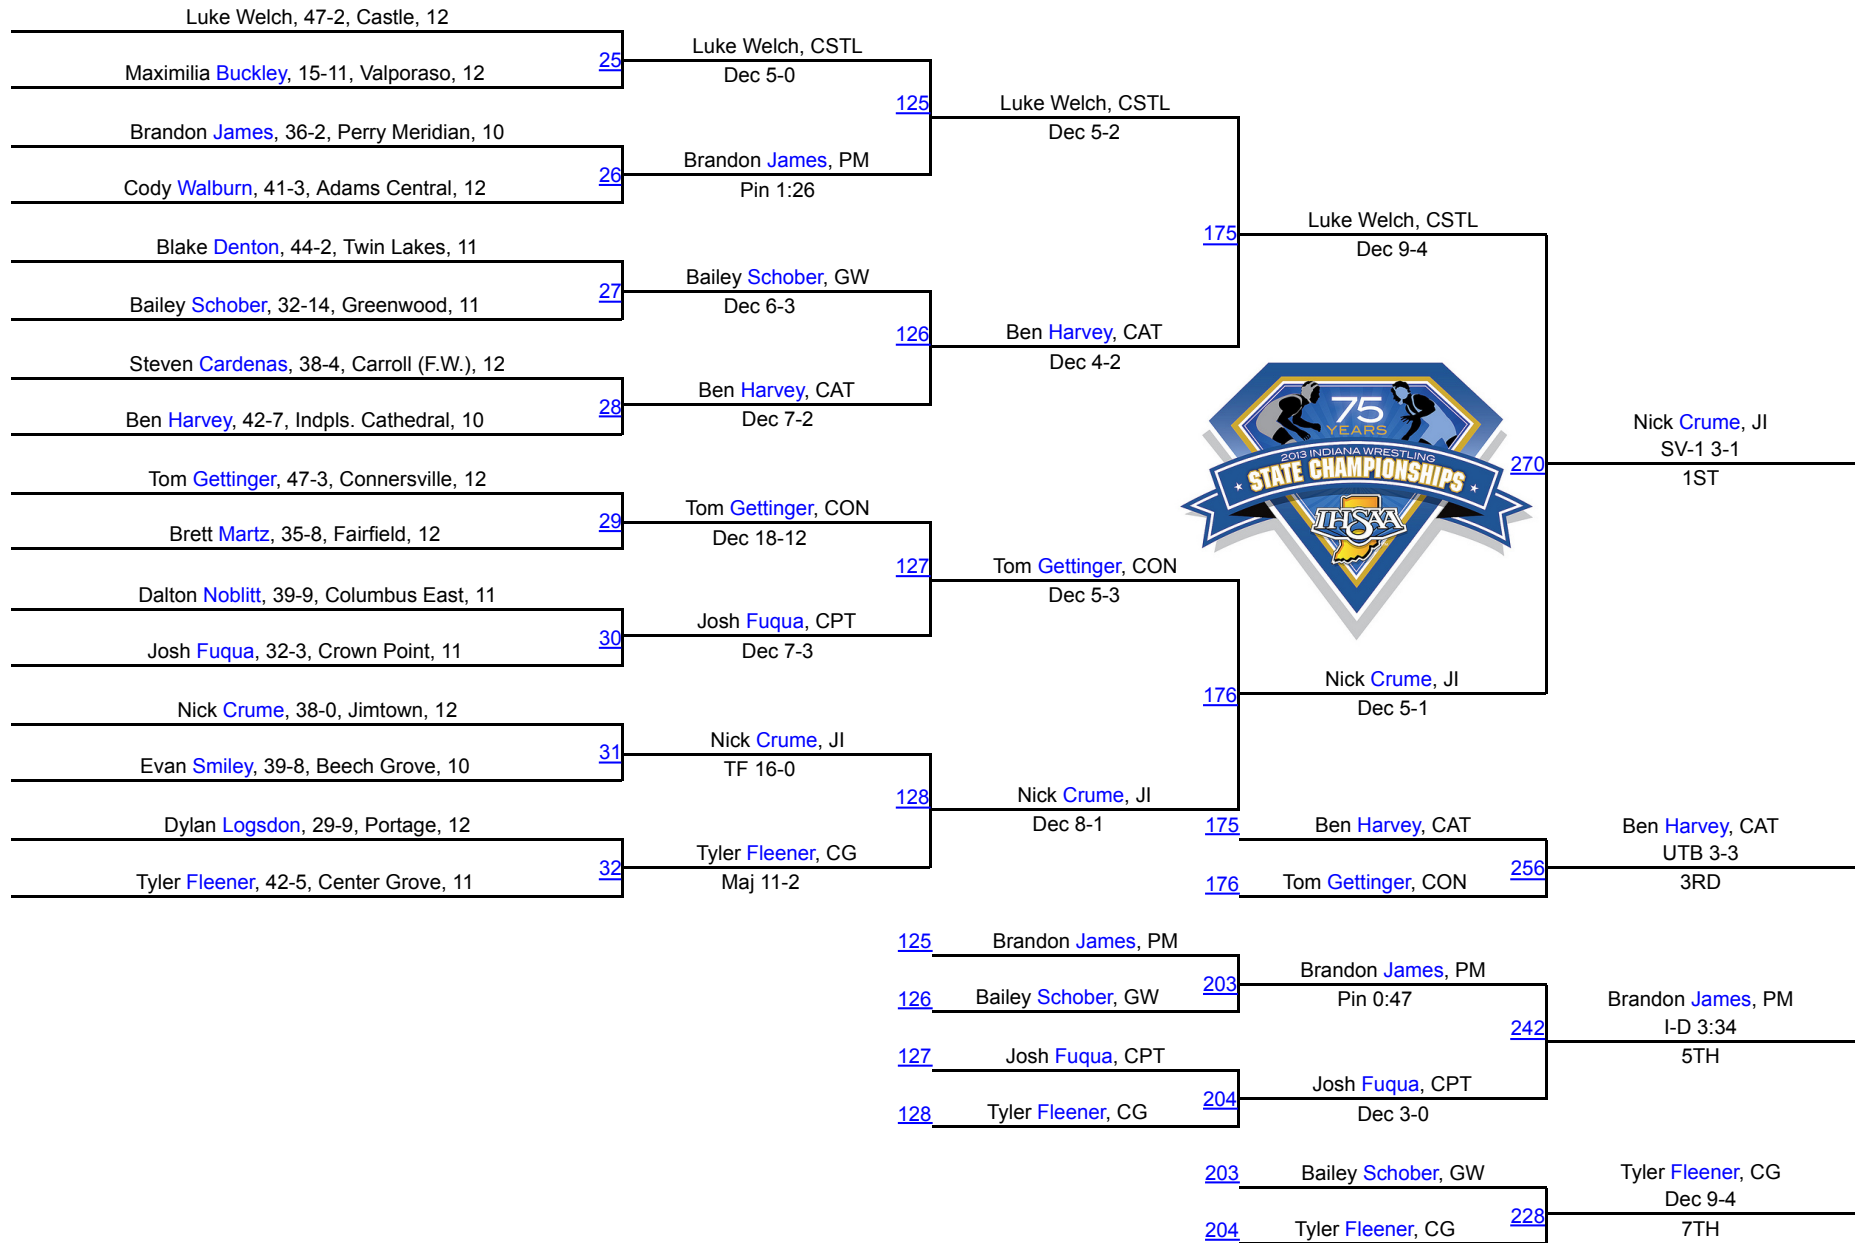 Luke Welch, 47-2, Castle, 12
25
Maximilia Buckley, 15-11, Valporaso, 12
Brandon James, 36-2, Perry Meridian, 10
26
Cody Walburn, 41-3, Adams Central, 12
Blake Denton, 44-2, Twin Lakes, 11
27
Bailey Schober, 32-14, Greenwood, 11
Steven Cardenas, 38-4, Carroll (F.W.), 12
28
Ben Harvey, 42-7, Indpls. Cathedral, 10
Tom Gettinger, 47-3, Connersville, 12
29
Brett Martz, 35-8, Fairfield, 12
Dalton Noblitt, 39-9, Columbus East, 11
30
Josh Fuqua, 32-3, Crown Point, 11
Nick Crume, 38-0, Jimtown, 12
31
Evan Smiley, 39-8, Beech Grove, 10
Dylan Logsdon, 29-9, Portage, 12
32
Tyler Fleener, 42-5, Center Grove, 11
Luke Welch, CSTL
Dec 5-0
125
Brandon James, PM
Pin 1:26
Bailey Schober, GW
Dec 6-3
126
Ben Harvey, CAT
Dec 7-2
Tom Gettinger, CON
Dec 18-12
127
Josh Fuqua, CPT
Dec 7-3
Nick Crume, JI
TF 16-0
128
Tyler Fleener, CG
Maj 11-2
Luke Welch, CSTL
Dec 5-2
175
Ben Harvey, CAT
Dec 4-2
Tom Gettinger, CON
Dec 5-3
176
Nick Crume, JI
Dec 8-1
Luke Welch, CSTL
Dec 9-4
75
YEARS
2013 INDIANA WRESTLING
STATE CHAMPIONSHIPS
IHSAA
270
Nick Crume, JI
Dec 5-1
Nick Crume, JI
SV-1 3-1
1ST
175
Ben Harvey, CAT
256
176
Tom Gettinger, CON
Ben Harvey, CAT
UTB 3-3
3RD
125
Brandon James, PM
203
126
Bailey Schober, GW
127
Josh Fuqua, CPT
204
128
Tyler Fleener, CG
Brandon James, PM
Pin 0:47
242
Josh Fuqua, CPT
Dec 3-0
Brandon James, PM
I-D 3:34
5TH
203
Bailey Schober, GW
228
204
Tyler Fleener, CG
Tyler Fleener, CG
Dec 9-4
7TH